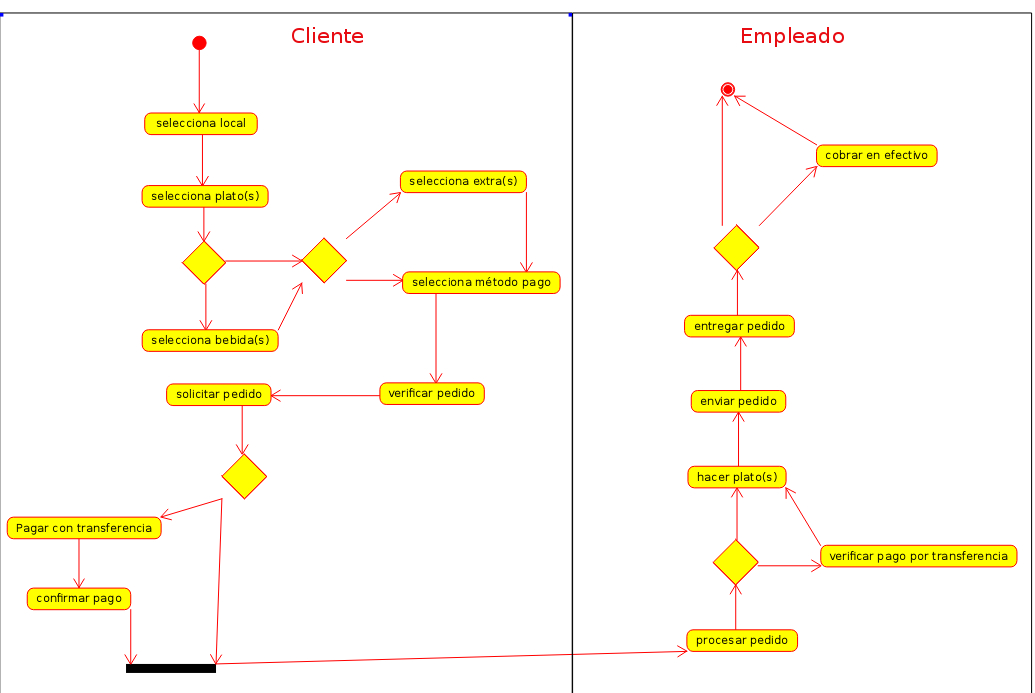 Cliente
selecciona local
selecciona plato(s)
selecciona extra(s)
selecciona método pago
selecciona bebida(s)
verificar pedido
solicitar pedido
Pagar con transferencia
confirmar pago
Empleado
cobrar en efectivo
entregar pedido
enviar pedido
hacer plato(s)
verificar pago por transferencia
procesar pedido